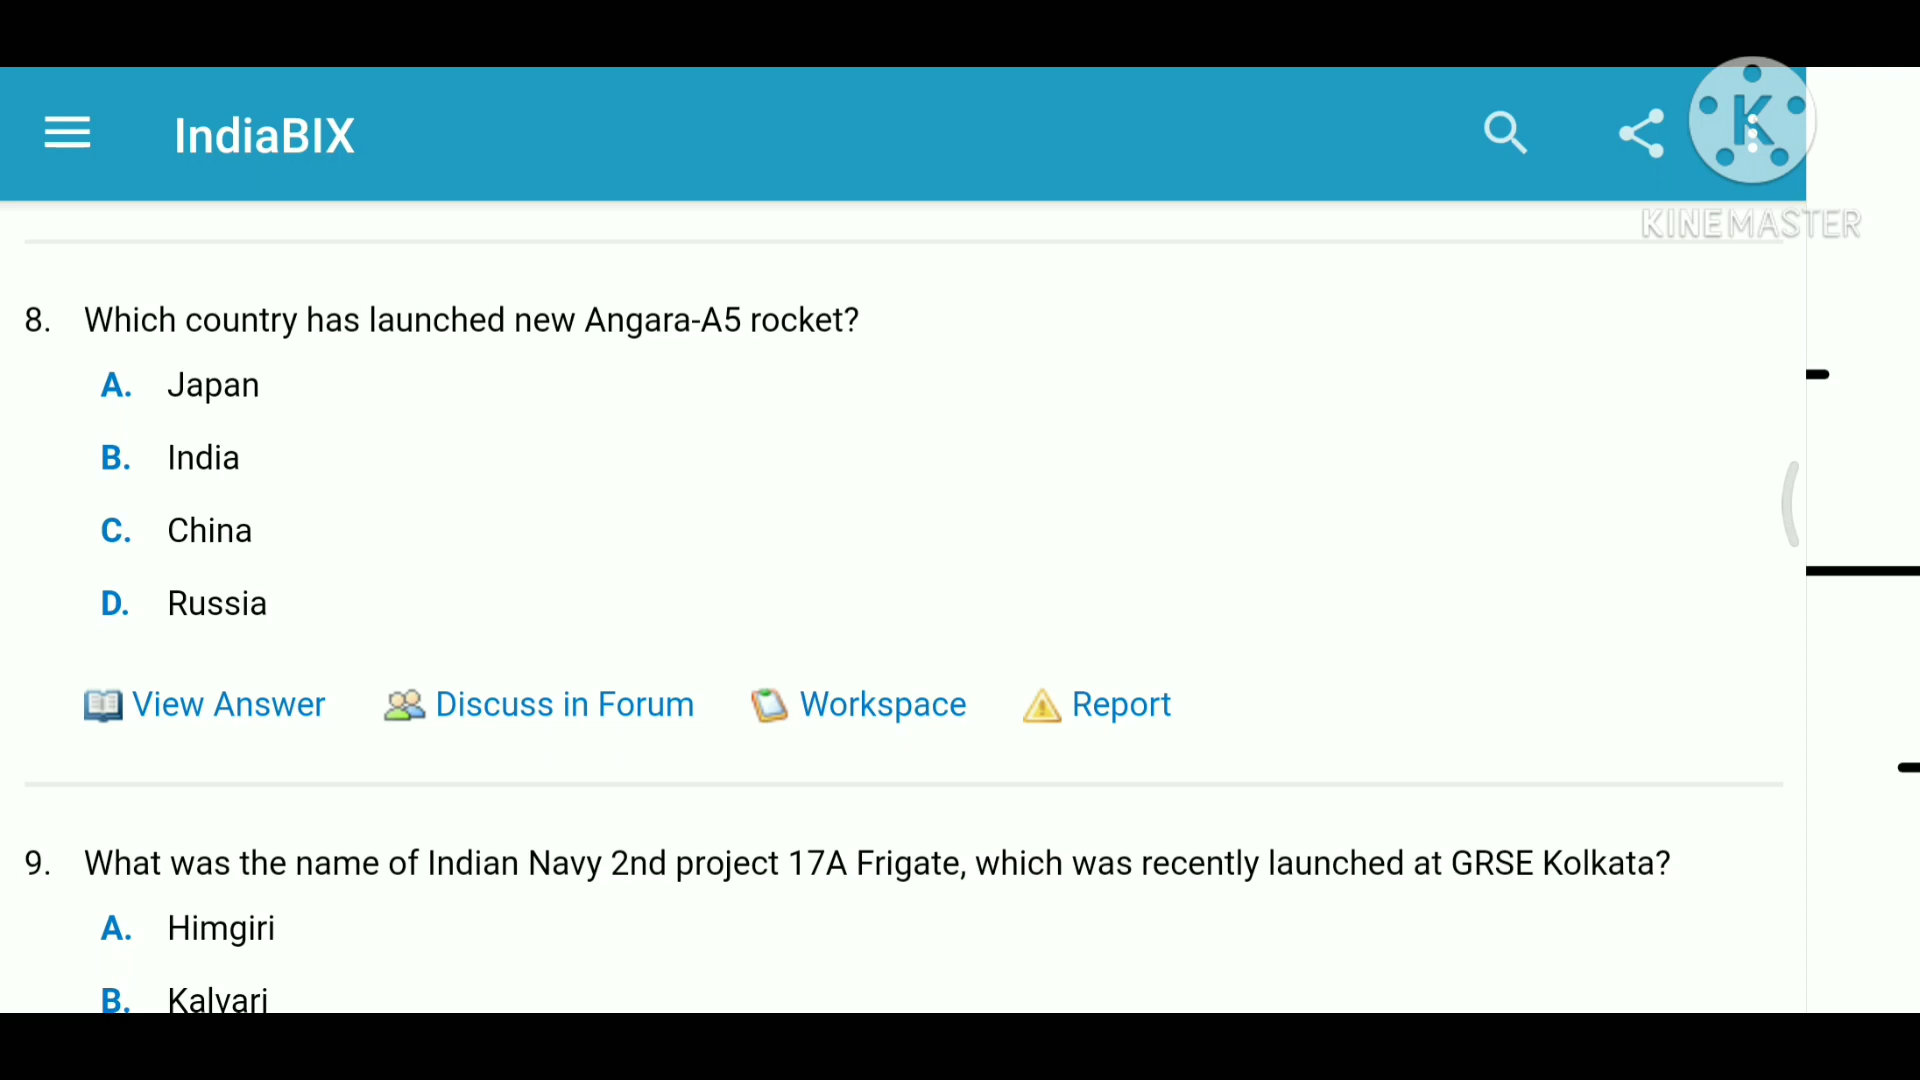 IndiaBIX
K
KINEMASTER
8. Which country has launched new Angara-A5 rocket?
A. Japan
B. India
C. China
D. Russia
View Answer Discuss in Forum Workspace Report
9. What was the name of Indian Navy 2nd project 17A Frigate, which was recently launched at GRSE Kolkata?
A. Himgiri
B. Kalvari